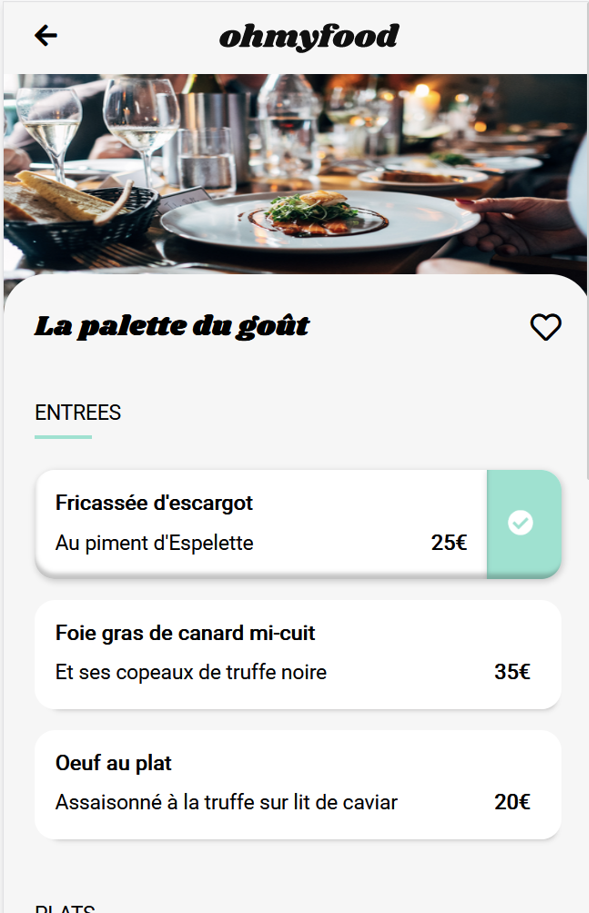 ohmyfood
La palette du goût
ENTREES
Fricassée d'escargot
Au piment d'Espelette 25€
Foie gras de canard mi-cuit
Et ses copeaux de truffe noire 35€
Oeuf au plat
Assaisonné à la truffe sur lit de caviar 20€
PLATS